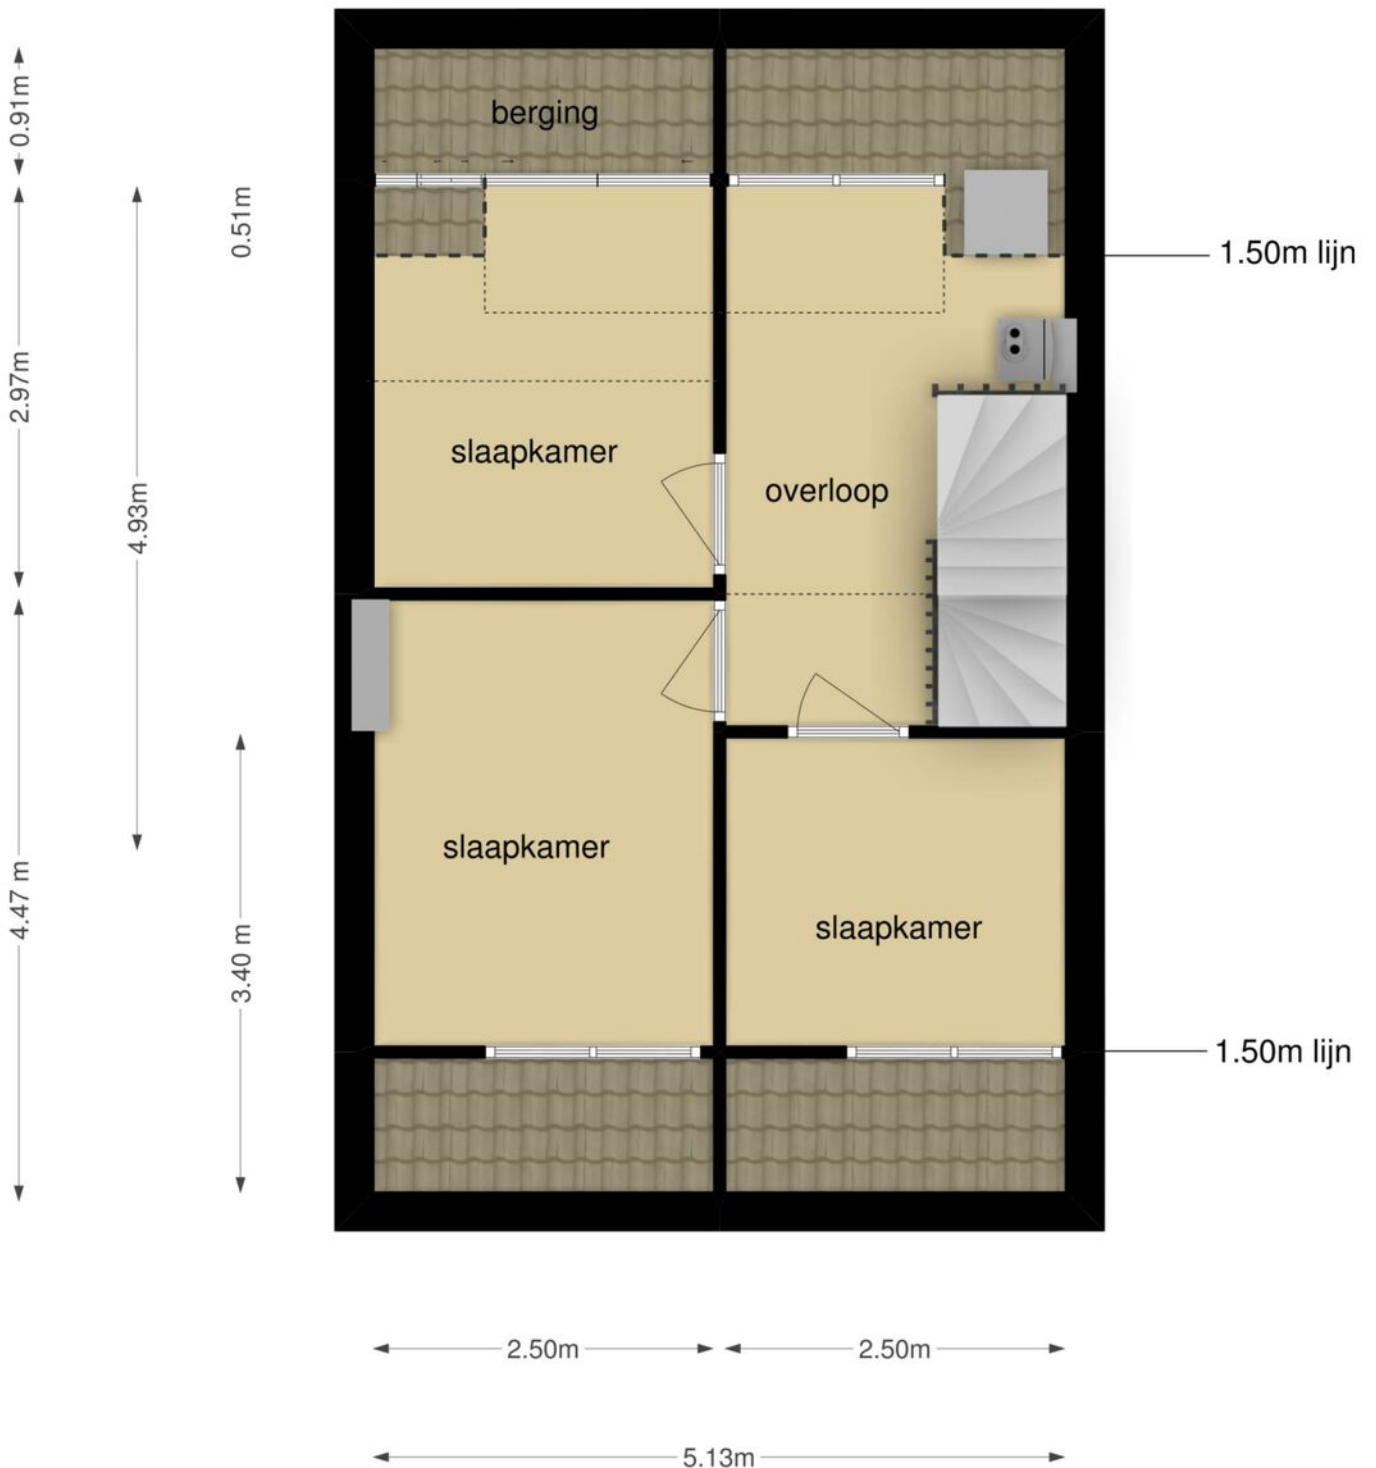 berging
0.91m
0.51m
1.50m lijn
2.97m
slaapkamer
overloop
4.93m
slaapkamer
4.47 m
slaapkamer
3.40 m
1.50m lijn
2.50m
2.50m
5.13m